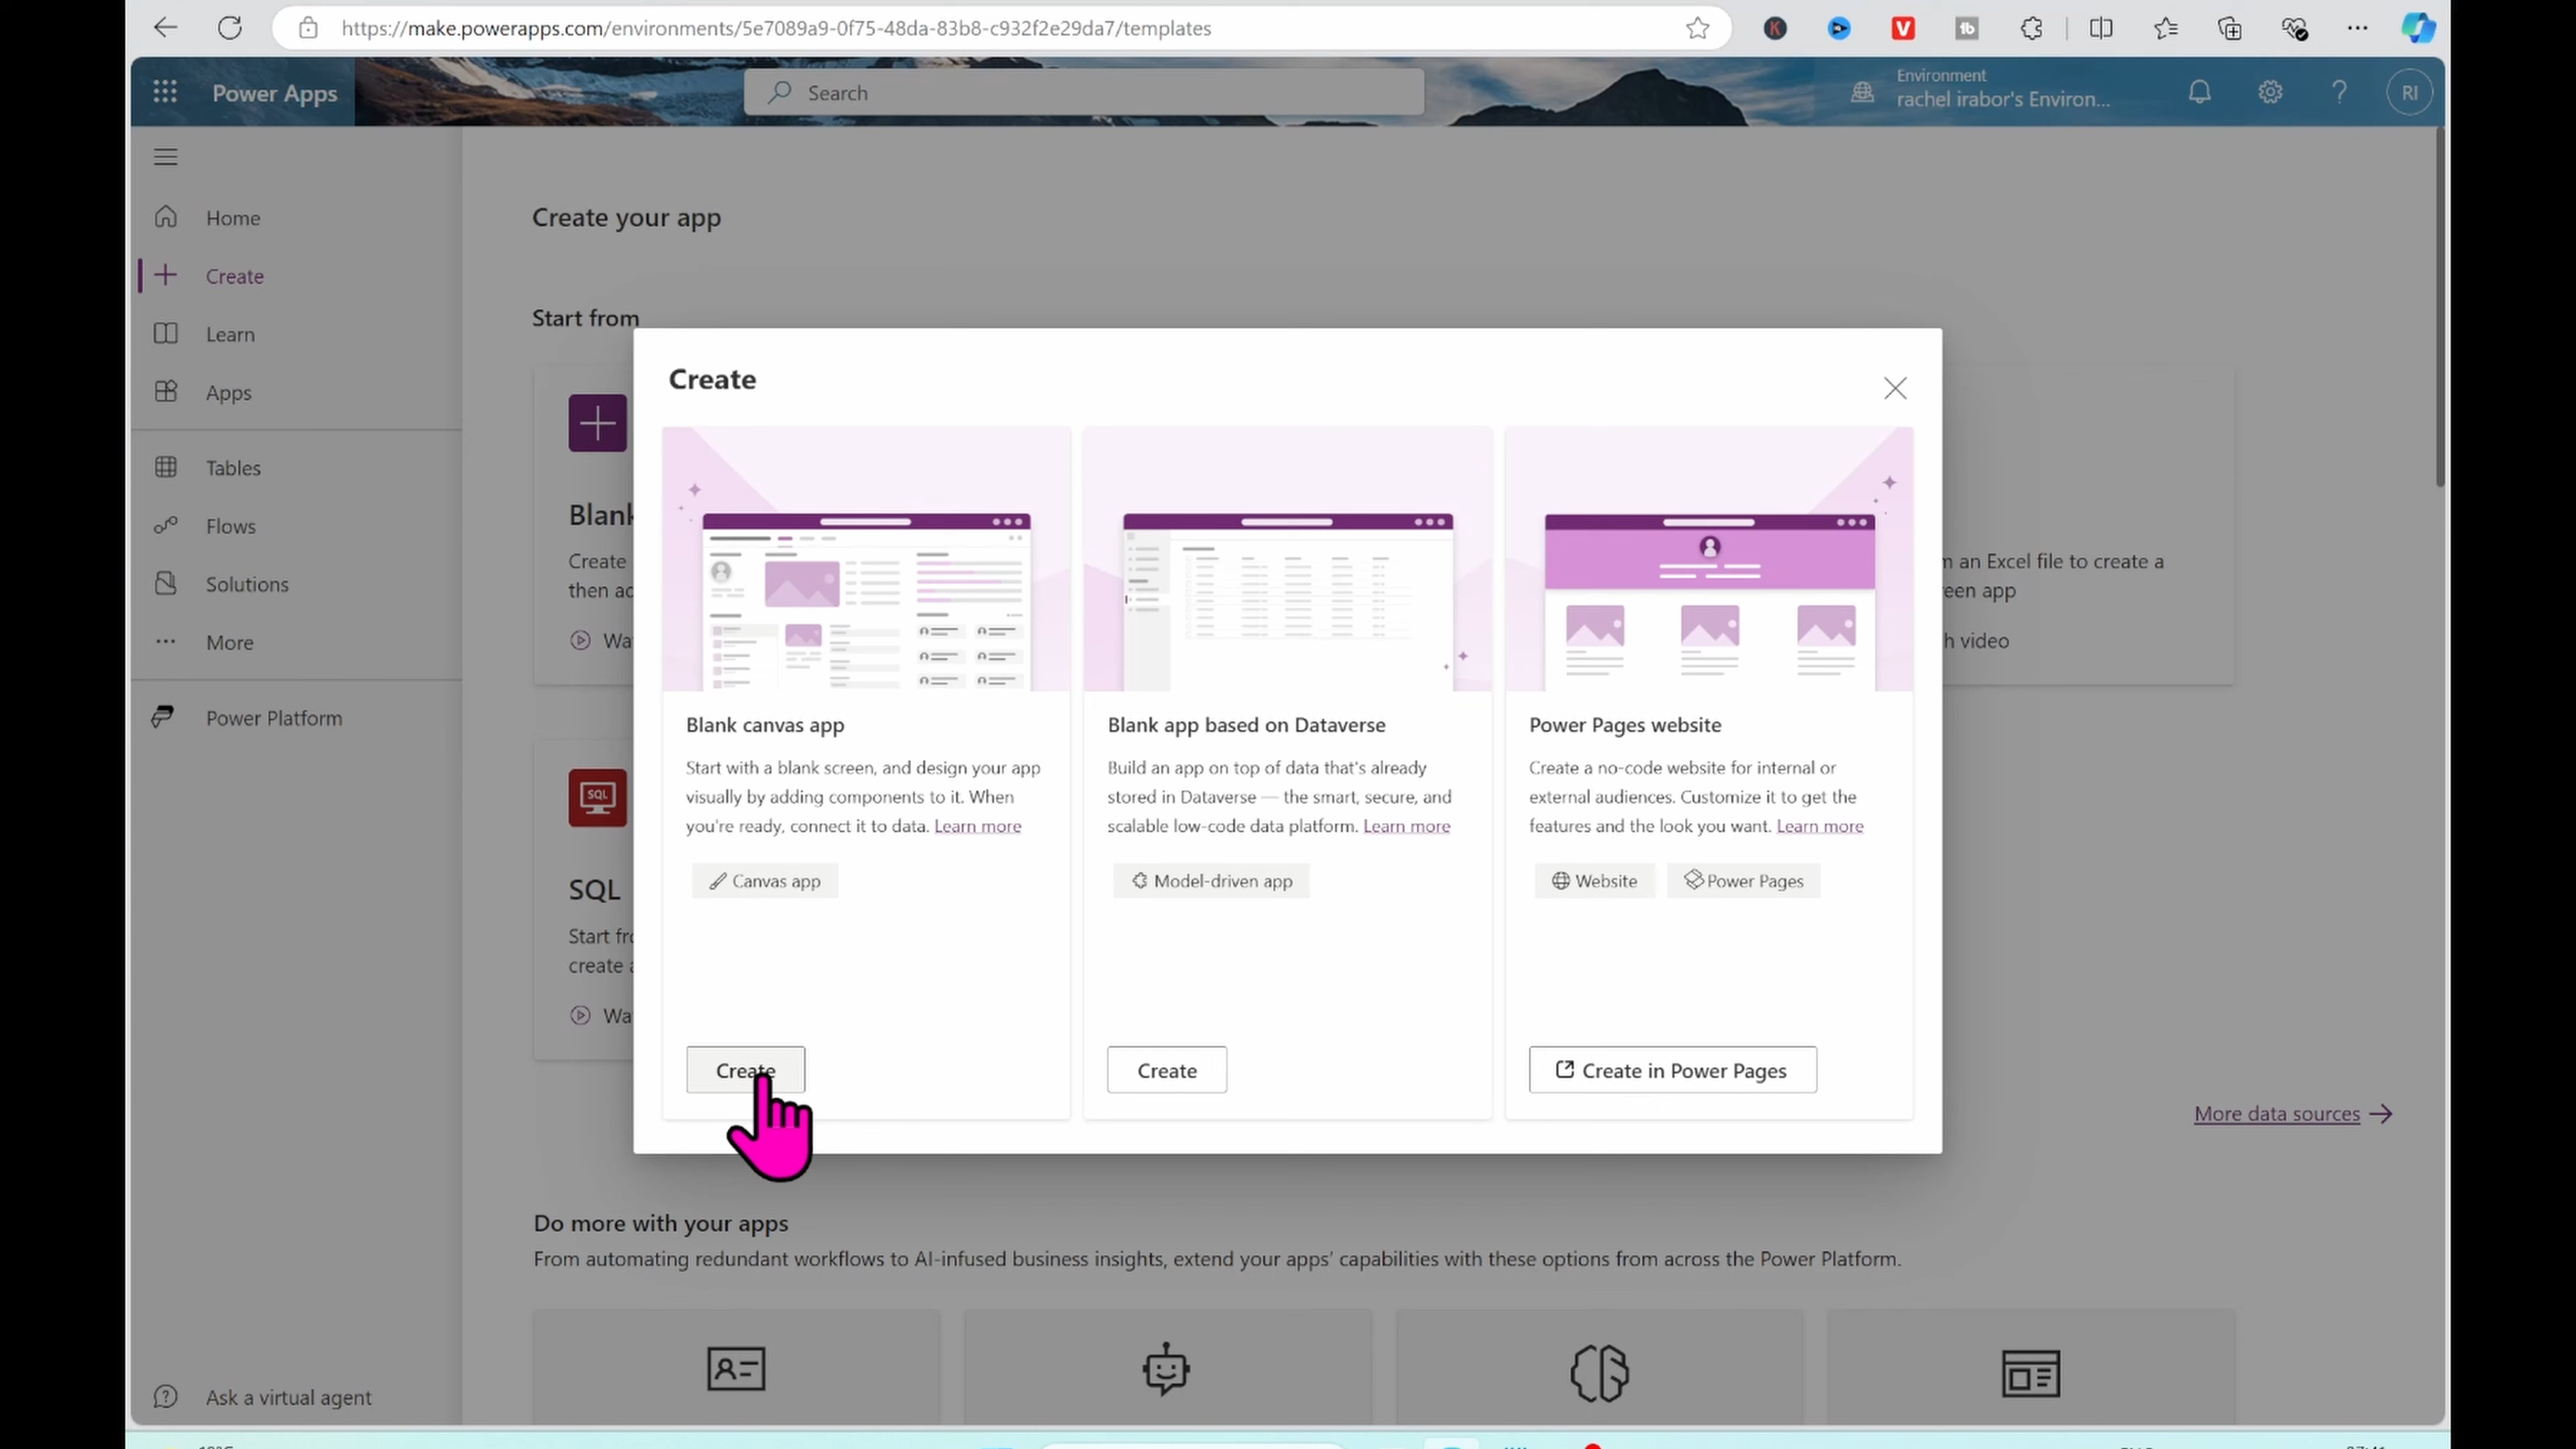 https://make.powerapps.com/environments/5e7089a9-0f75-48da-83b8-c932f2e29da7/templates
Power Apps
Search
Environment
rachel irabor's Environ...
RI
Home
Create
Learn
Apps
Tables
Flows
Solutions
More
Power Platform
Ask a virtual agent
Create your app
Start from
Blank
Create
then
SQL
SQL
Start
create
an Excel file to create a
app
video
Create
Blank canvas app
Start with a blank screen, and design your app
visually by adding components to it. When
you're ready, connect it to data. Learn more
Canvas app
Create
Blank app based on Dataverse
Build an app on top of data that's already
stored in Dataverse — the smart, secure, and
scalable low-code data platform. Learn more
Model-driven app
Create
Power Pages website
Create a no-code website for internal or
external audiences. Customize it to get the
features and the look you want. Learn more
Website
Power Pages
Create in Power Pages
More data sources
Do more with your apps
From automating redundant workflows to AI-infused business insights, extend your apps' capabilities with these options from across the Power Platform.